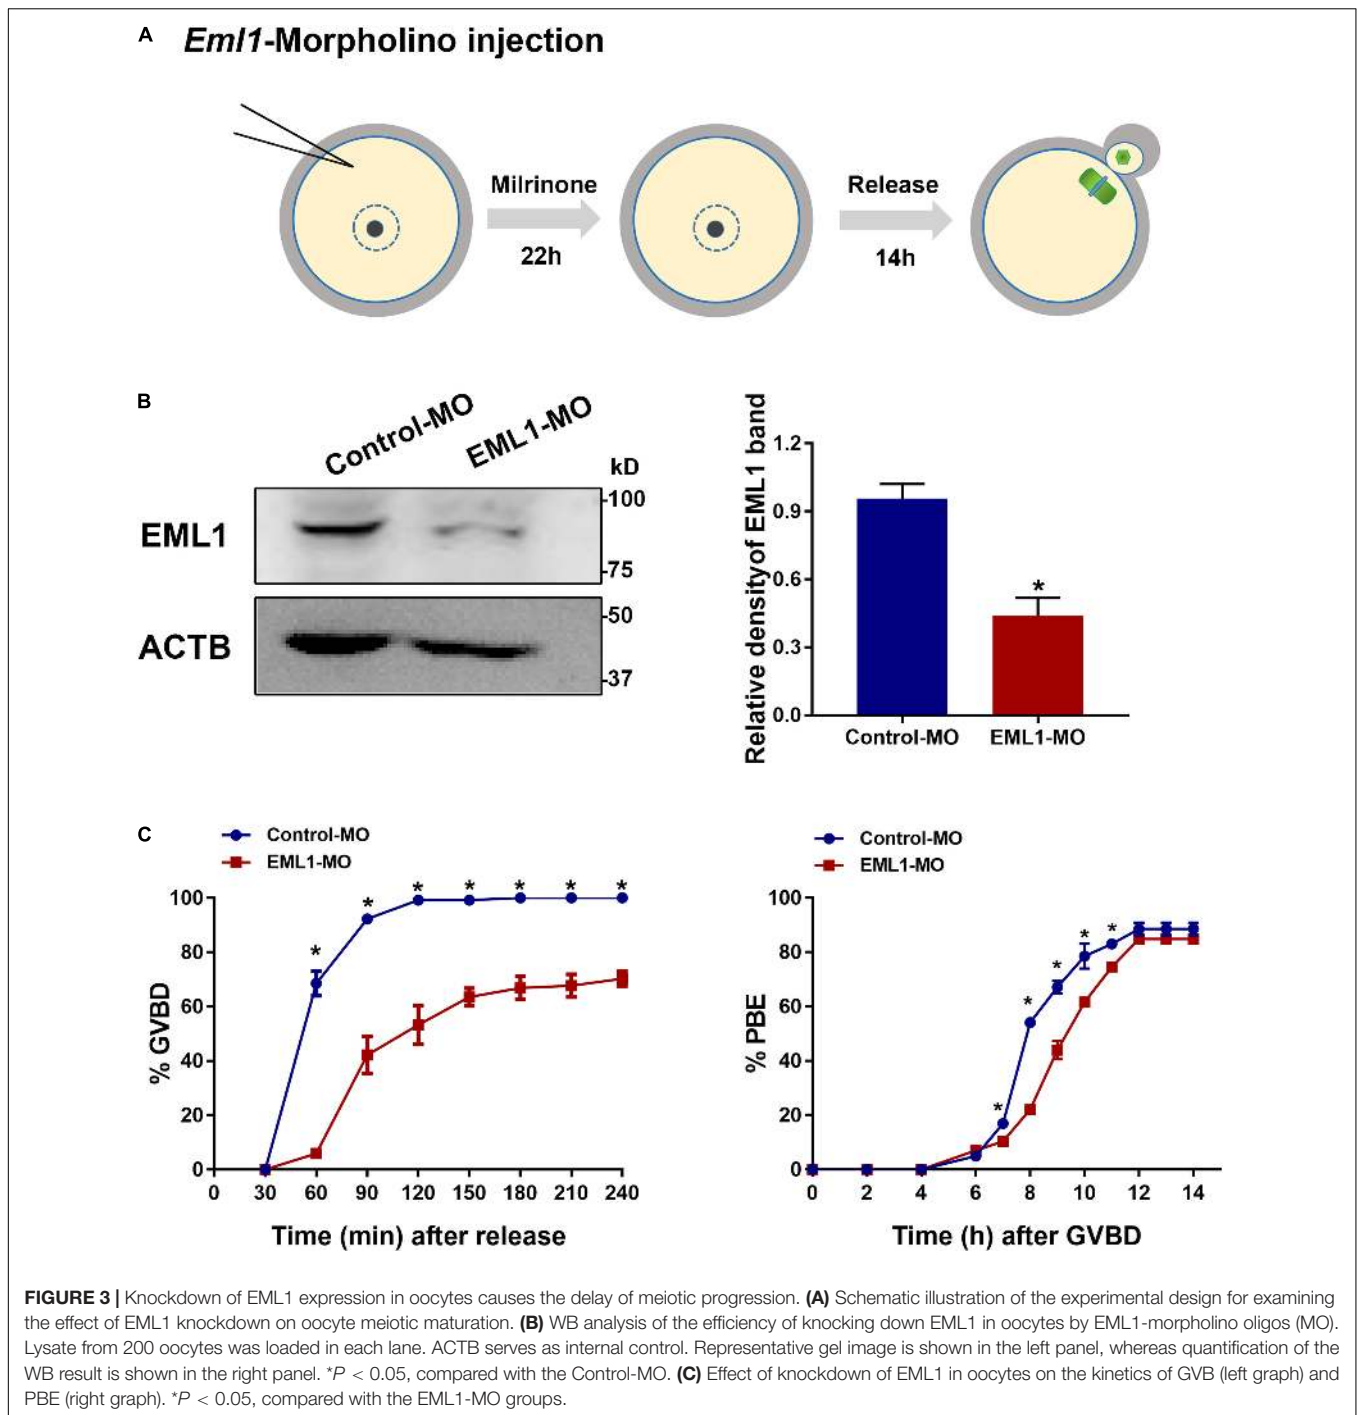 A Eml1-Morpholino injection
Milrinone
22h
Release
14h
B
Control-MO
EML1-MO
kD
EML1
100
75
ACTB
50
37
Relative densityof EML1 band
1.2
0.9
0.6
0.3
0.0
*
Control-MO EML1-MO
C
Control-MO
EML1-MO
% GVBD
100
80
60
40
20
0
* * * * * * *
0 30 60 90 120 150 180 210 240
Time (min) after release
Control-MO
EML1-MO
% PBE
100
80
60
40
20
0
* * * * *
0 2 4 6 8 10 12 14
Time (h) after GVBD
FIGURE 3 | Knockdown of EML1 expression in oocytes causes the delay of meiotic progression. (A) Schematic illustration of the experimental design for examining
the effect of EML1 knockdown on oocyte meiotic maturation. (B) WB analysis of the efficiency of knocking down EML1 in oocytes by EML1-morpholino oligos (MO).
Lysate from 200 oocytes was loaded in each lane. ACTB serves as internal control. Representative gel image is shown in the left panel, whereas quantification of the
WB result is shown in the right panel. *P < 0.05, compared with the Control-MO. (C) Effect of knockdown of EML1 in oocytes on the kinetics of GVB (left graph) and
PBE (right graph). *P < 0.05, compared with the EML1-MO groups.